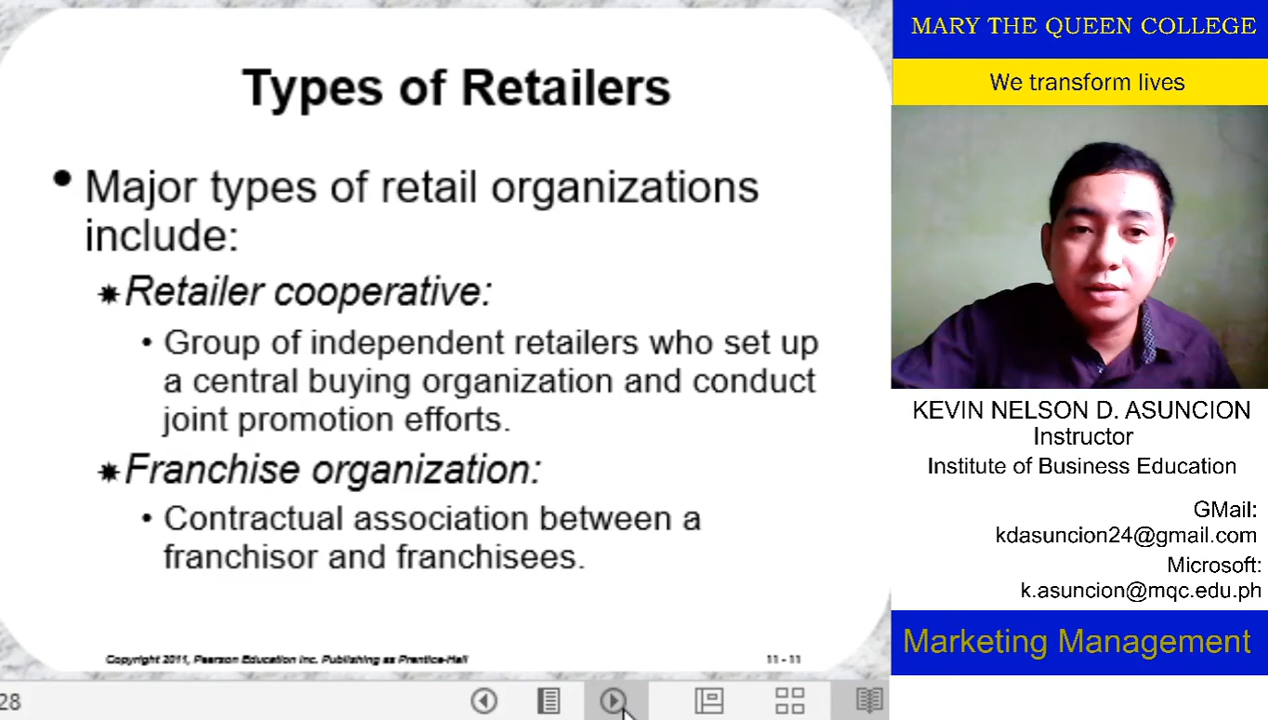 Types of Retailers
• Major types of retail organizations
include:
Retailer cooperative:
• Group of independent retailers who set up
a central buying organization and conduct
joint promotion efforts.
Franchise organization:
• Contractual association between a
franchisor and franchisees.
Copyright 2011, Pearson Education Inc. Publishing as Prentice-Hall
11 - 11
28
MARY THE QUEEN COLLEGE
We transform lives
KEVIN NELSON D. ASUNCION
Instructor
Institute of Business Education
GMail:
kdasuncion24@gmail.com
Microsoft:
k.asuncion@mqc.edu.ph
Marketing Management